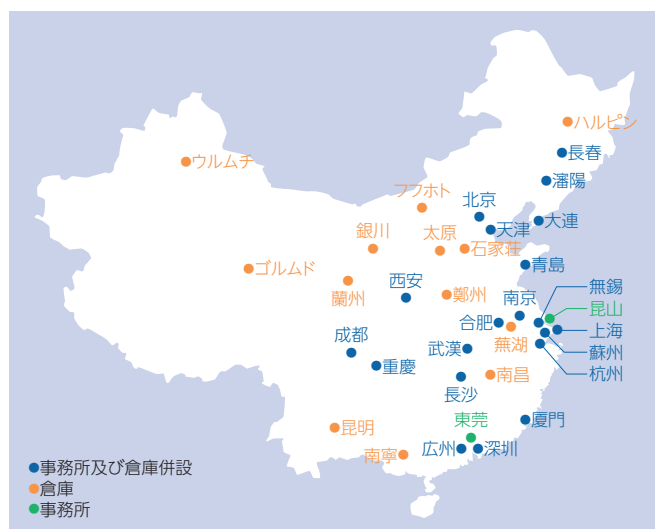 ハルピン
長春
ウルムチ
瀋陽
フフホト
北京
大連
天津
銀川
太原
石家荘
ゴルムド
青島
西安
蘭州
鄭州
南京
無錫
昆山
合肥
上海
蕪湖
成都
武漢
蘇州
重慶
杭州
南昌
長沙
厦門
昆明
東莞
南寧
広州
深圳
事務所及び倉庫併設
倉庫
事務所